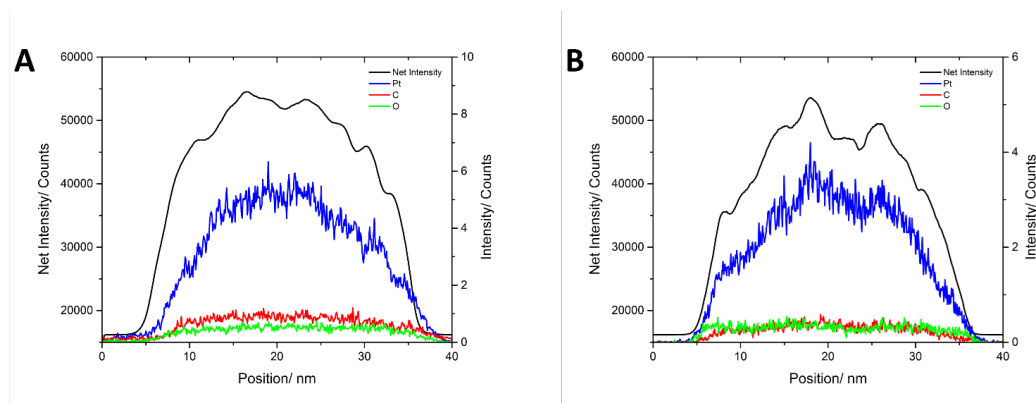 A
60000
50000
40000
30000
20000
Net Intensity/ Counts
0
10
20
30
40
Position/ nm
10
8
6
4
2
0
Intensity/ Counts
Net Intensity
Pt
C
O
B
60000
50000
40000
30000
20000
Net Intensity/ Counts
0
10
20
30
40
Position/ nm
6
4
2
0
Intensity/ Counts
Net Intensity
Pt
C
O